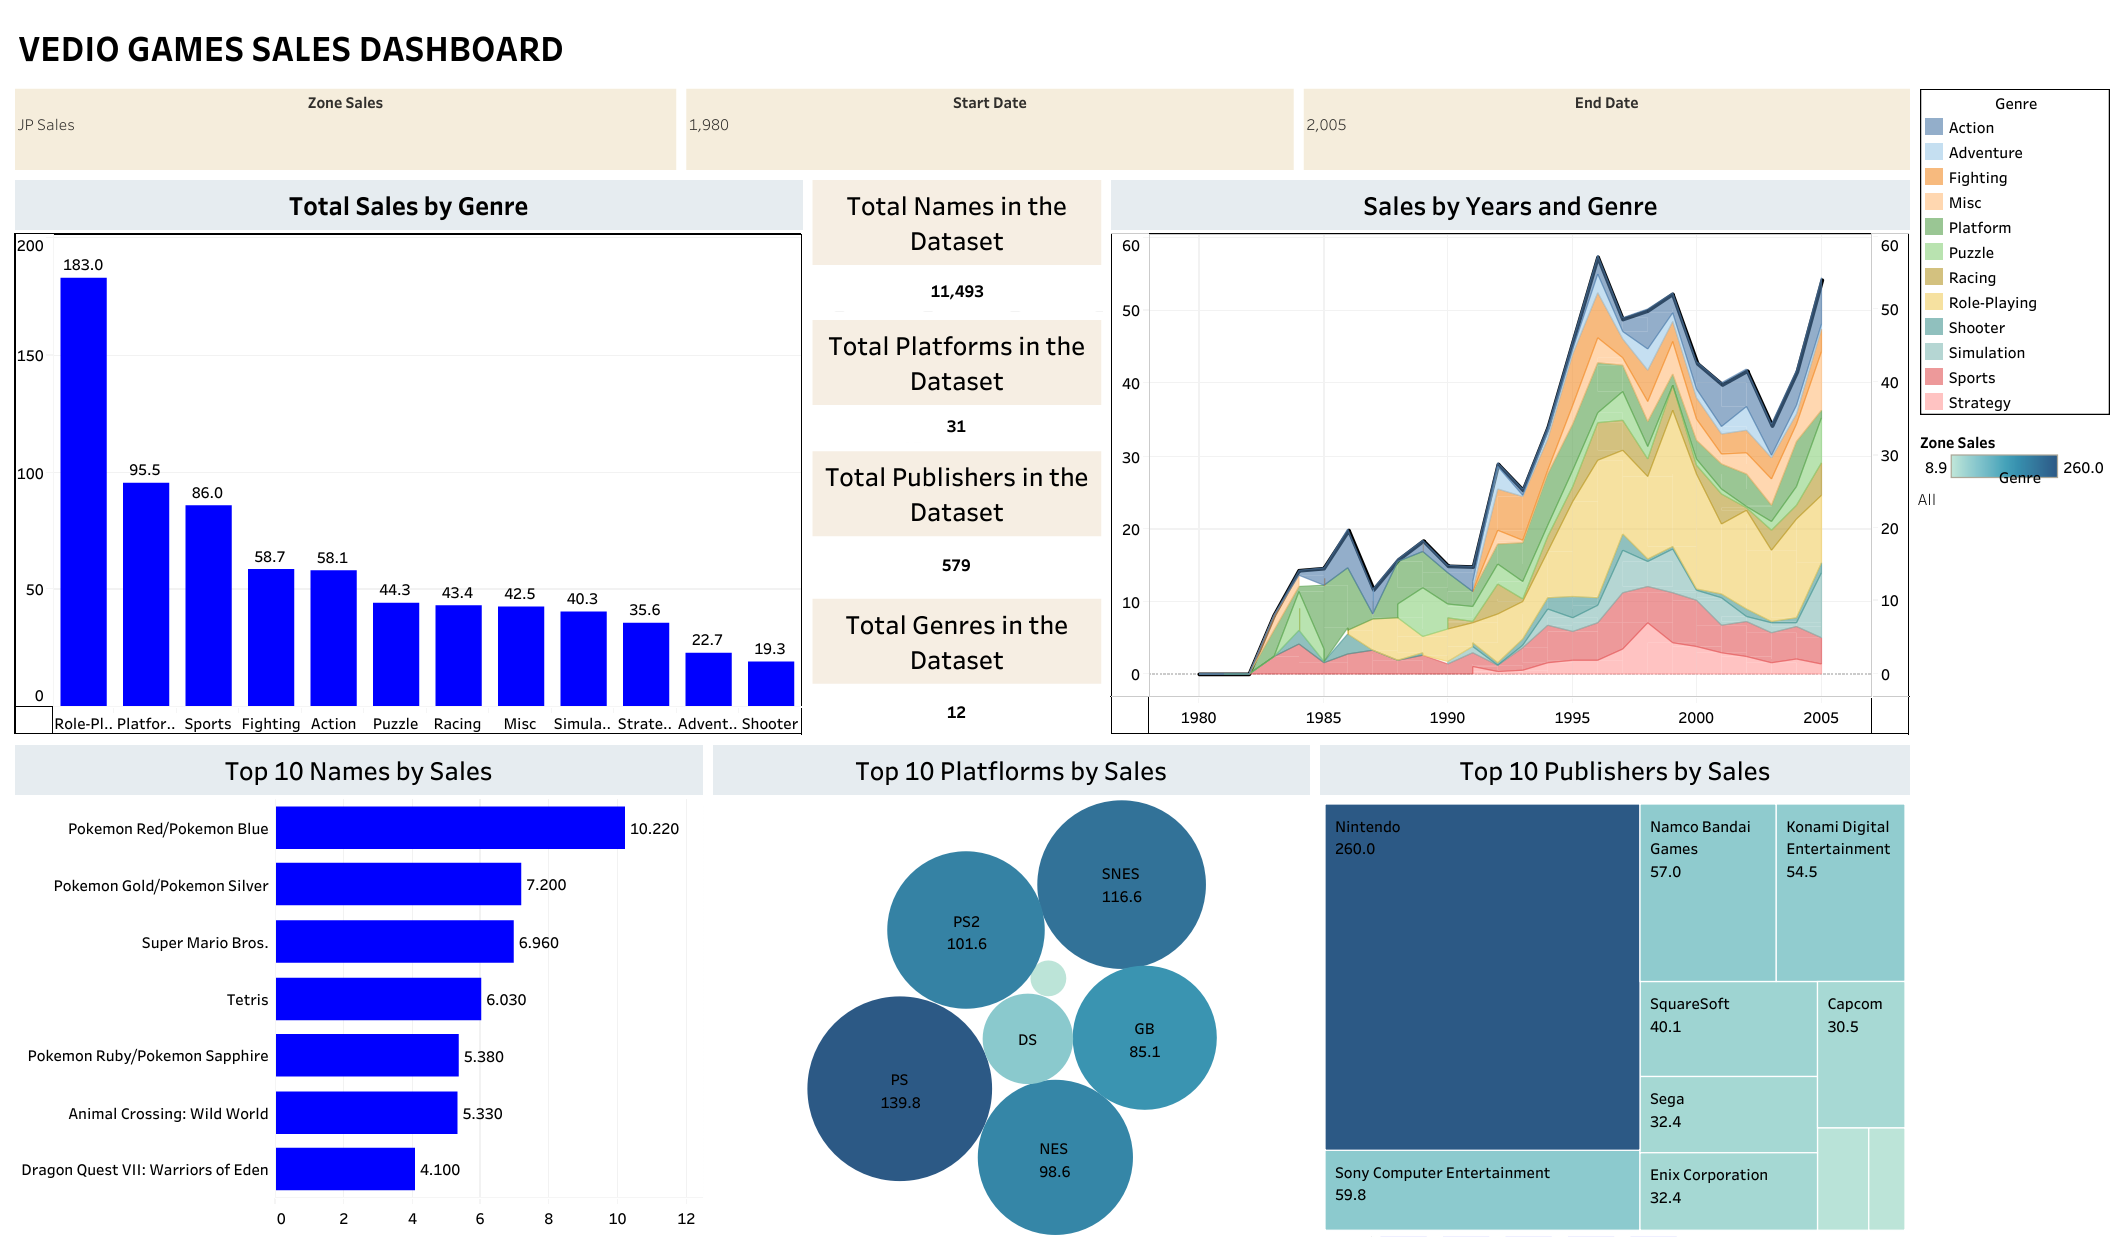 VEDIO GAMES SALES DASHBOARD
Zone Sales
JP Sales
Start Date
1,980
End Date
2,005
Genre
Action
Adventure
Fighting
Misc
Platform
Puzzle
Racing
Role-Playing
Shooter
Simulation
Sports
Strategy
Zone Sales
8.9
260.0
Genre
All
Total Sales by Genre
200
150
100
50
0
183.0
95.5
86.0
58.7
58.1
44.3
43.4
42.5
40.3
35.6
22.7
19.3
Role-Pl..
Platfor..
Sports
Fighting
Action
Puzzle
Racing
Misc
Simula..
Strate..
Advent..
Shooter
Total Names in the
Dataset
11,493
Total Platforms in the
Dataset
31
Total Publishers in the
Dataset
579
Total Genres in the
Dataset
12
Sales by Years and Genre
60
50
40
30
20
10
0
60
50
40
30
20
10
0
1980
1985
1990
1995
2000
2005
Top 10 Names by Sales
Pokemon Red/Pokemon Blue
10.220
Pokemon Gold/Pokemon Silver
7.200
Super Mario Bros.
6.960
Tetris
6.030
Pokemon Ruby/Pokemon Sapphire
5.380
Animal Crossing: Wild World
5.330
Dragon Quest VII: Warriors of Eden
4.100
0
2
4
6
8
10
12
Top 10 Platflorms by Sales
SNES
116.6
PS2
101.6
DS
GB
85.1
PS
139.8
NES
98.6
Top 10 Publishers by Sales
Nintendo
260.0
Namco Bandai
Games
57.0
Konami Digital
Entertainment
54.5
SquareSoft
40.1
Capcom
30.5
Sega
32.4
Sony Computer Entertainment
59.8
Enix Corporation
32.4